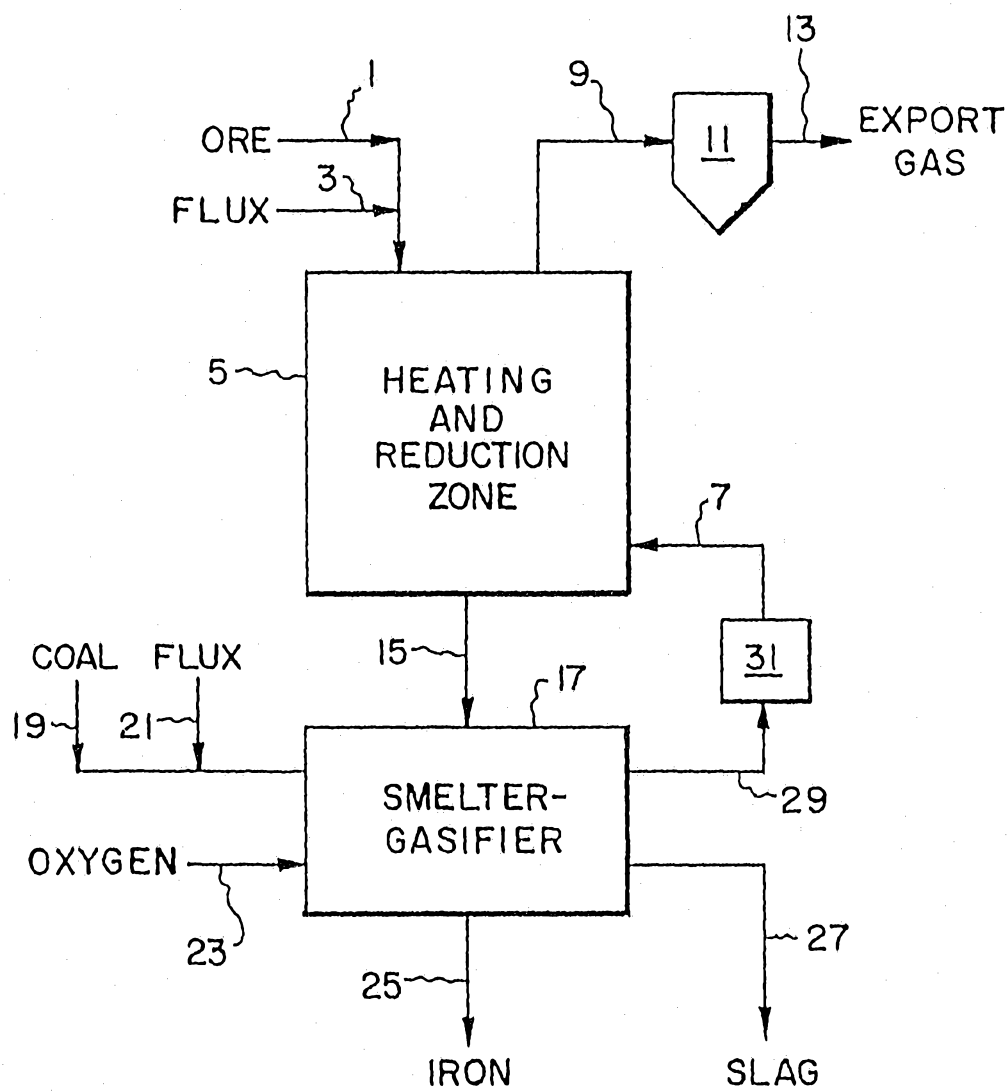 13
1
9
ORE
11
EXPORT
GAS
3
FLUX
5
HEATING
AND
REDUCTION
ZONE
7
15
COAL
FLUX
31
17
19
21
SMELTER-
GASIFIER
29
OXYGEN
23
27
25
IRON
SLAG